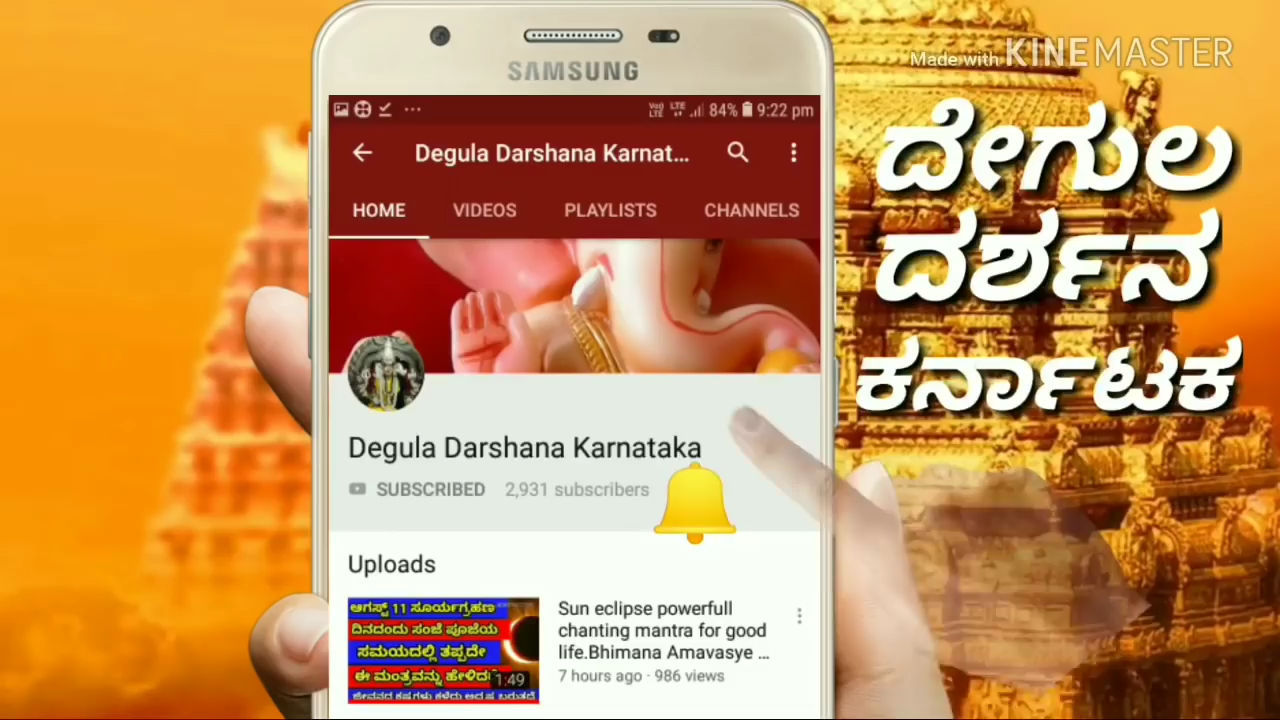 Made with KINEMASTER
SAMSUNG
VoLTE LTE 84% 9:22 pm
Degula Darshana Karnat...
HOME VIDEOS PLAYLISTS CHANNELS
ದೇಗುಲ
ದರ್ಶನ
ಕರ್ನಾಟಕ
Degula Darshana Karnataka
SUBSCRIBED 2,931 subscribers
Uploads
ಆಗಸ್ಟ್ 11 ಸೂರ್ಯಗ್ರಹಣ
ದಿನದಂದು ಸಂಜೆ ಪೂಜೆಯ
ಸಮಯದಲ್ಲಿ ತಪ್ಪದೇ
ಈ ಮಂತ್ರವನ್ನು ಹೇಳಿದರೆ
1:49
Sun eclipse powerfull
chanting mantra for good
life.Bhimana Amavasye ...
7 hours ago · 986 views